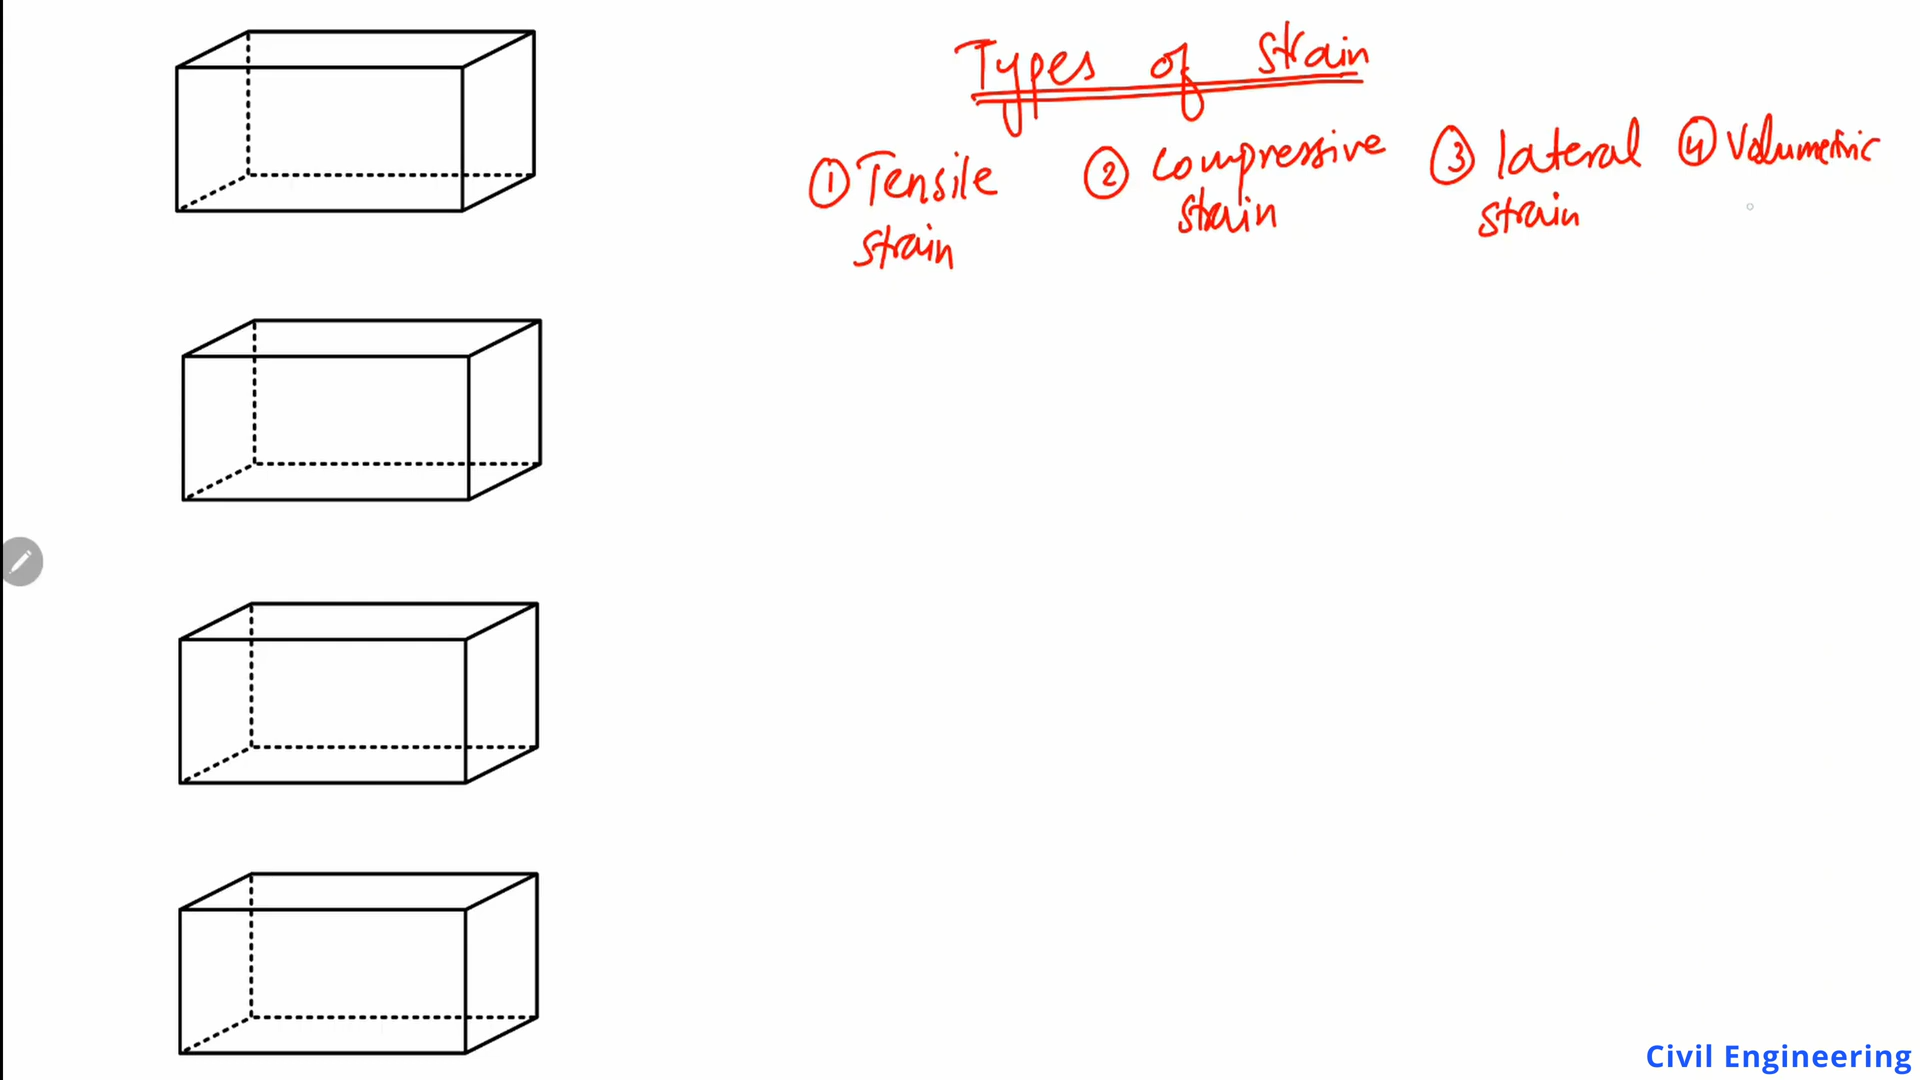 Types of strain
① Tensile strain
② compressive strain
③ lateral strain
④ Volumetric
Civil Engineering